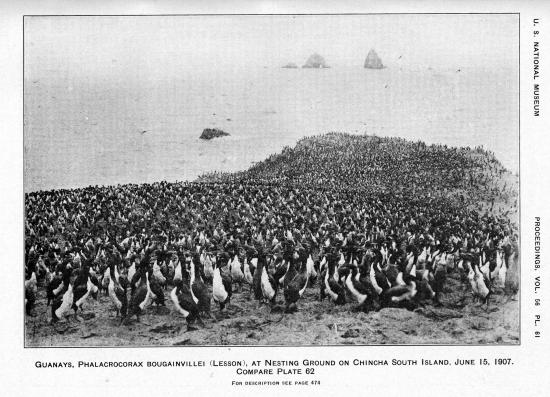 U. S. NATIONAL MUSEUM
PROCEEDINGS, VOL. 56 PL. 61
GUANAYS, PHALACROCORAX BOUGAINVILLEI (LESSON), AT NESTING GROUND ON CHINCHA SOUTH ISLAND, JUNE 15, 1907.
COMPARE PLATE 62
FOR DESCRIPTION SEE PAGE 474